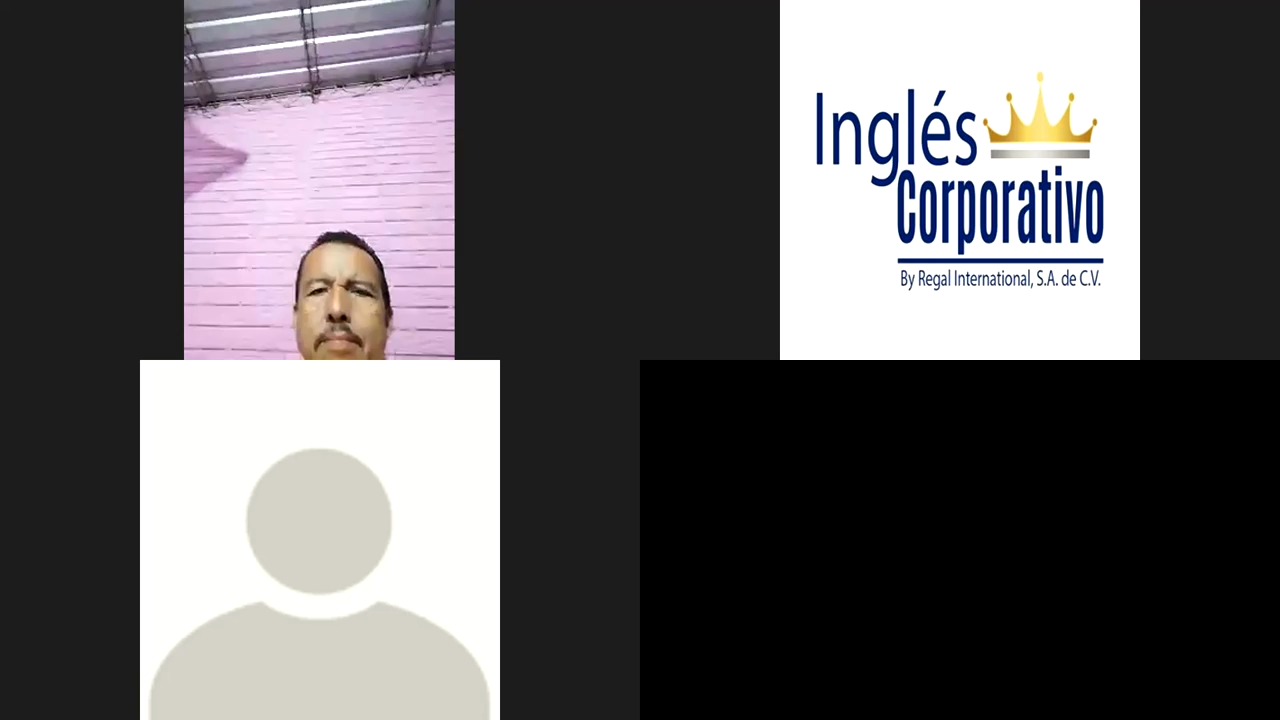 Inglés
Corporativo
By Regal International, S.A. de C.V.